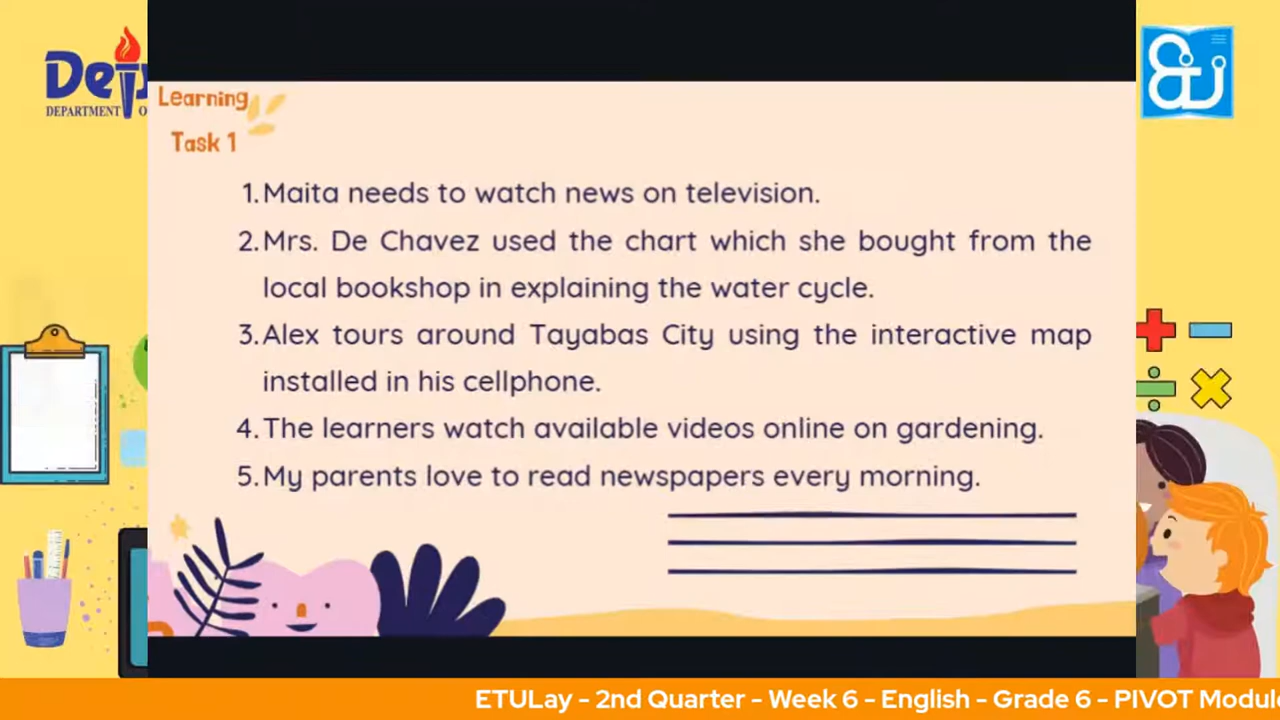 De
DEPARTMENT O
Learning
Task 1
1. Maita needs to watch news on television.
2. Mrs. De Chavez used the chart which she bought from the
local bookshop in explaining the water cycle.
3. Alex tours around Tayabas City using the interactive map
installed in his cellphone.
4. The learners watch available videos online on gardening.
5. My parents love to read newspapers every morning.
ETULay - 2nd Quarter - Week 6 - English - Grade 6 - PIVOT Modul